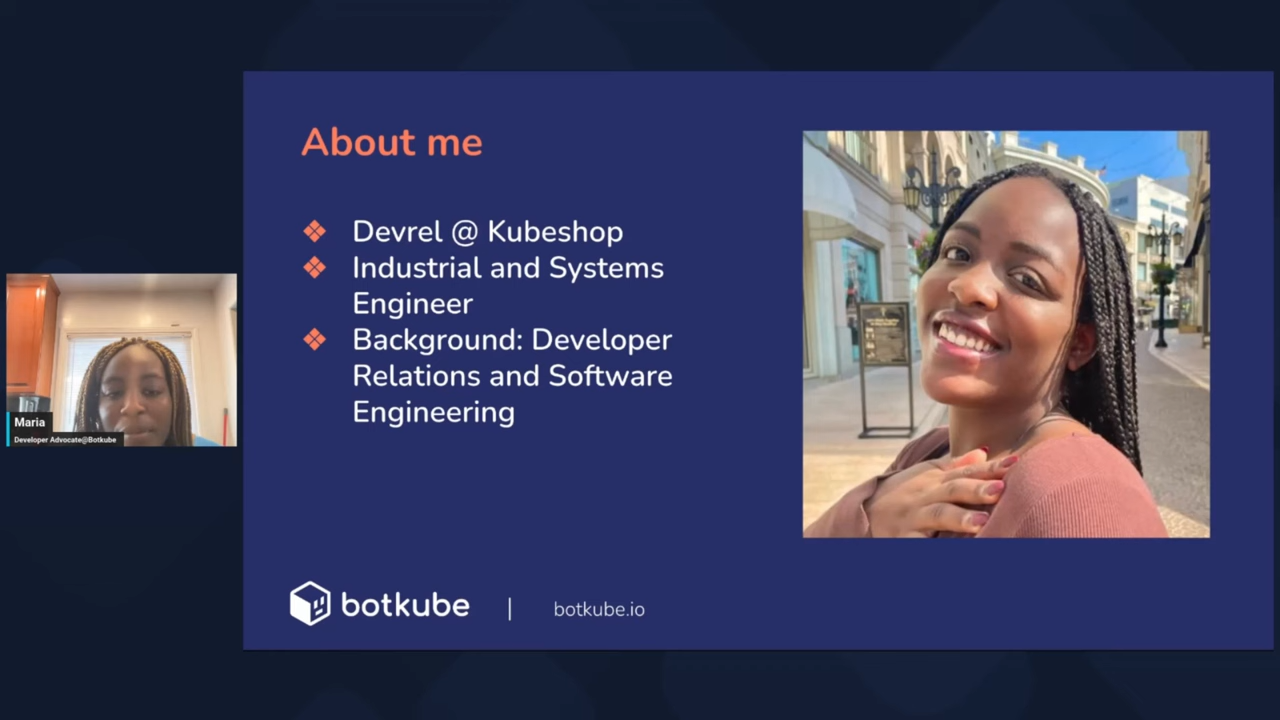 About me
❖ Devrel @ Kubeshop
❖ Industrial and Systems
Engineer
❖ Background: Developer
Relations and Software
Engineering
Maria
Developer Advocate@Botkube
botkube | botkube.io